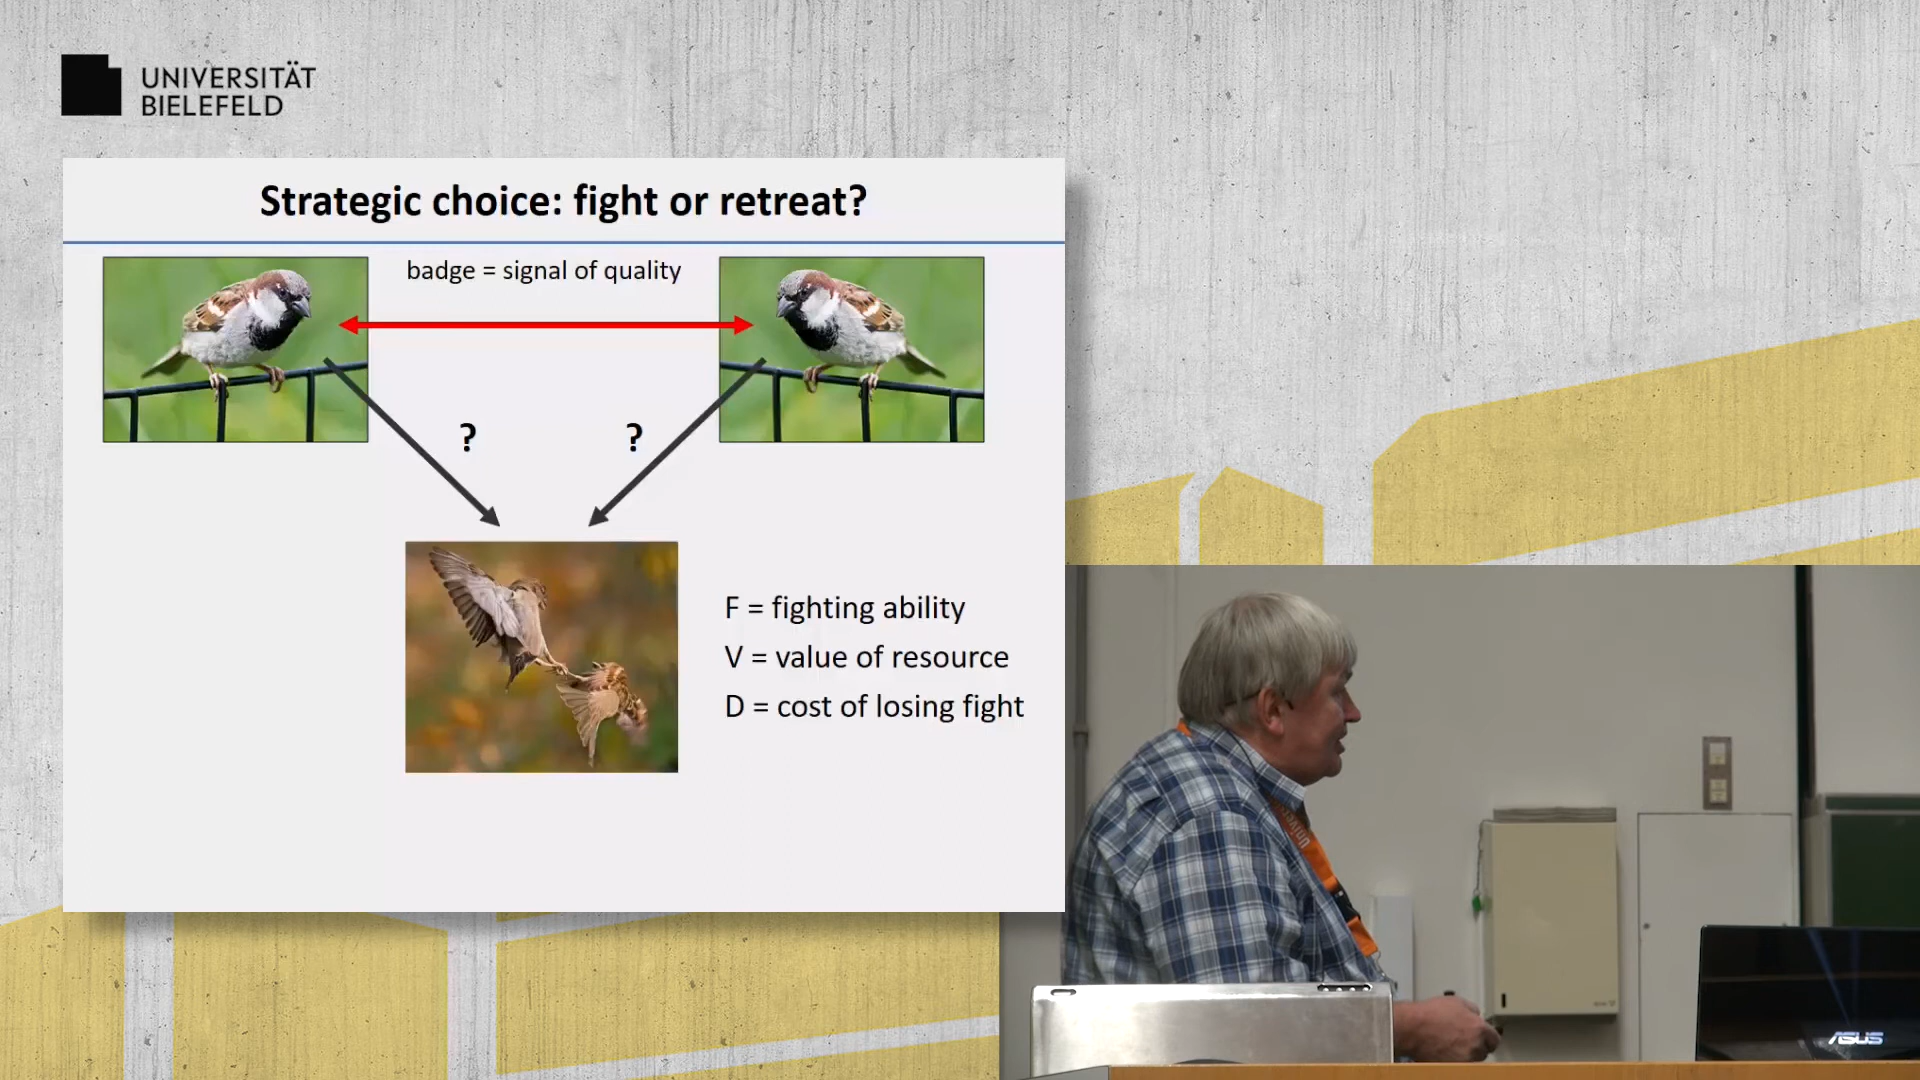 UNIVERSITÄT
BIELEFELD
Strategic choice: fight or retreat?
badge = signal of quality
? ?
F = fighting ability
V = value of resource
D = cost of losing fight
Univers
ASUS